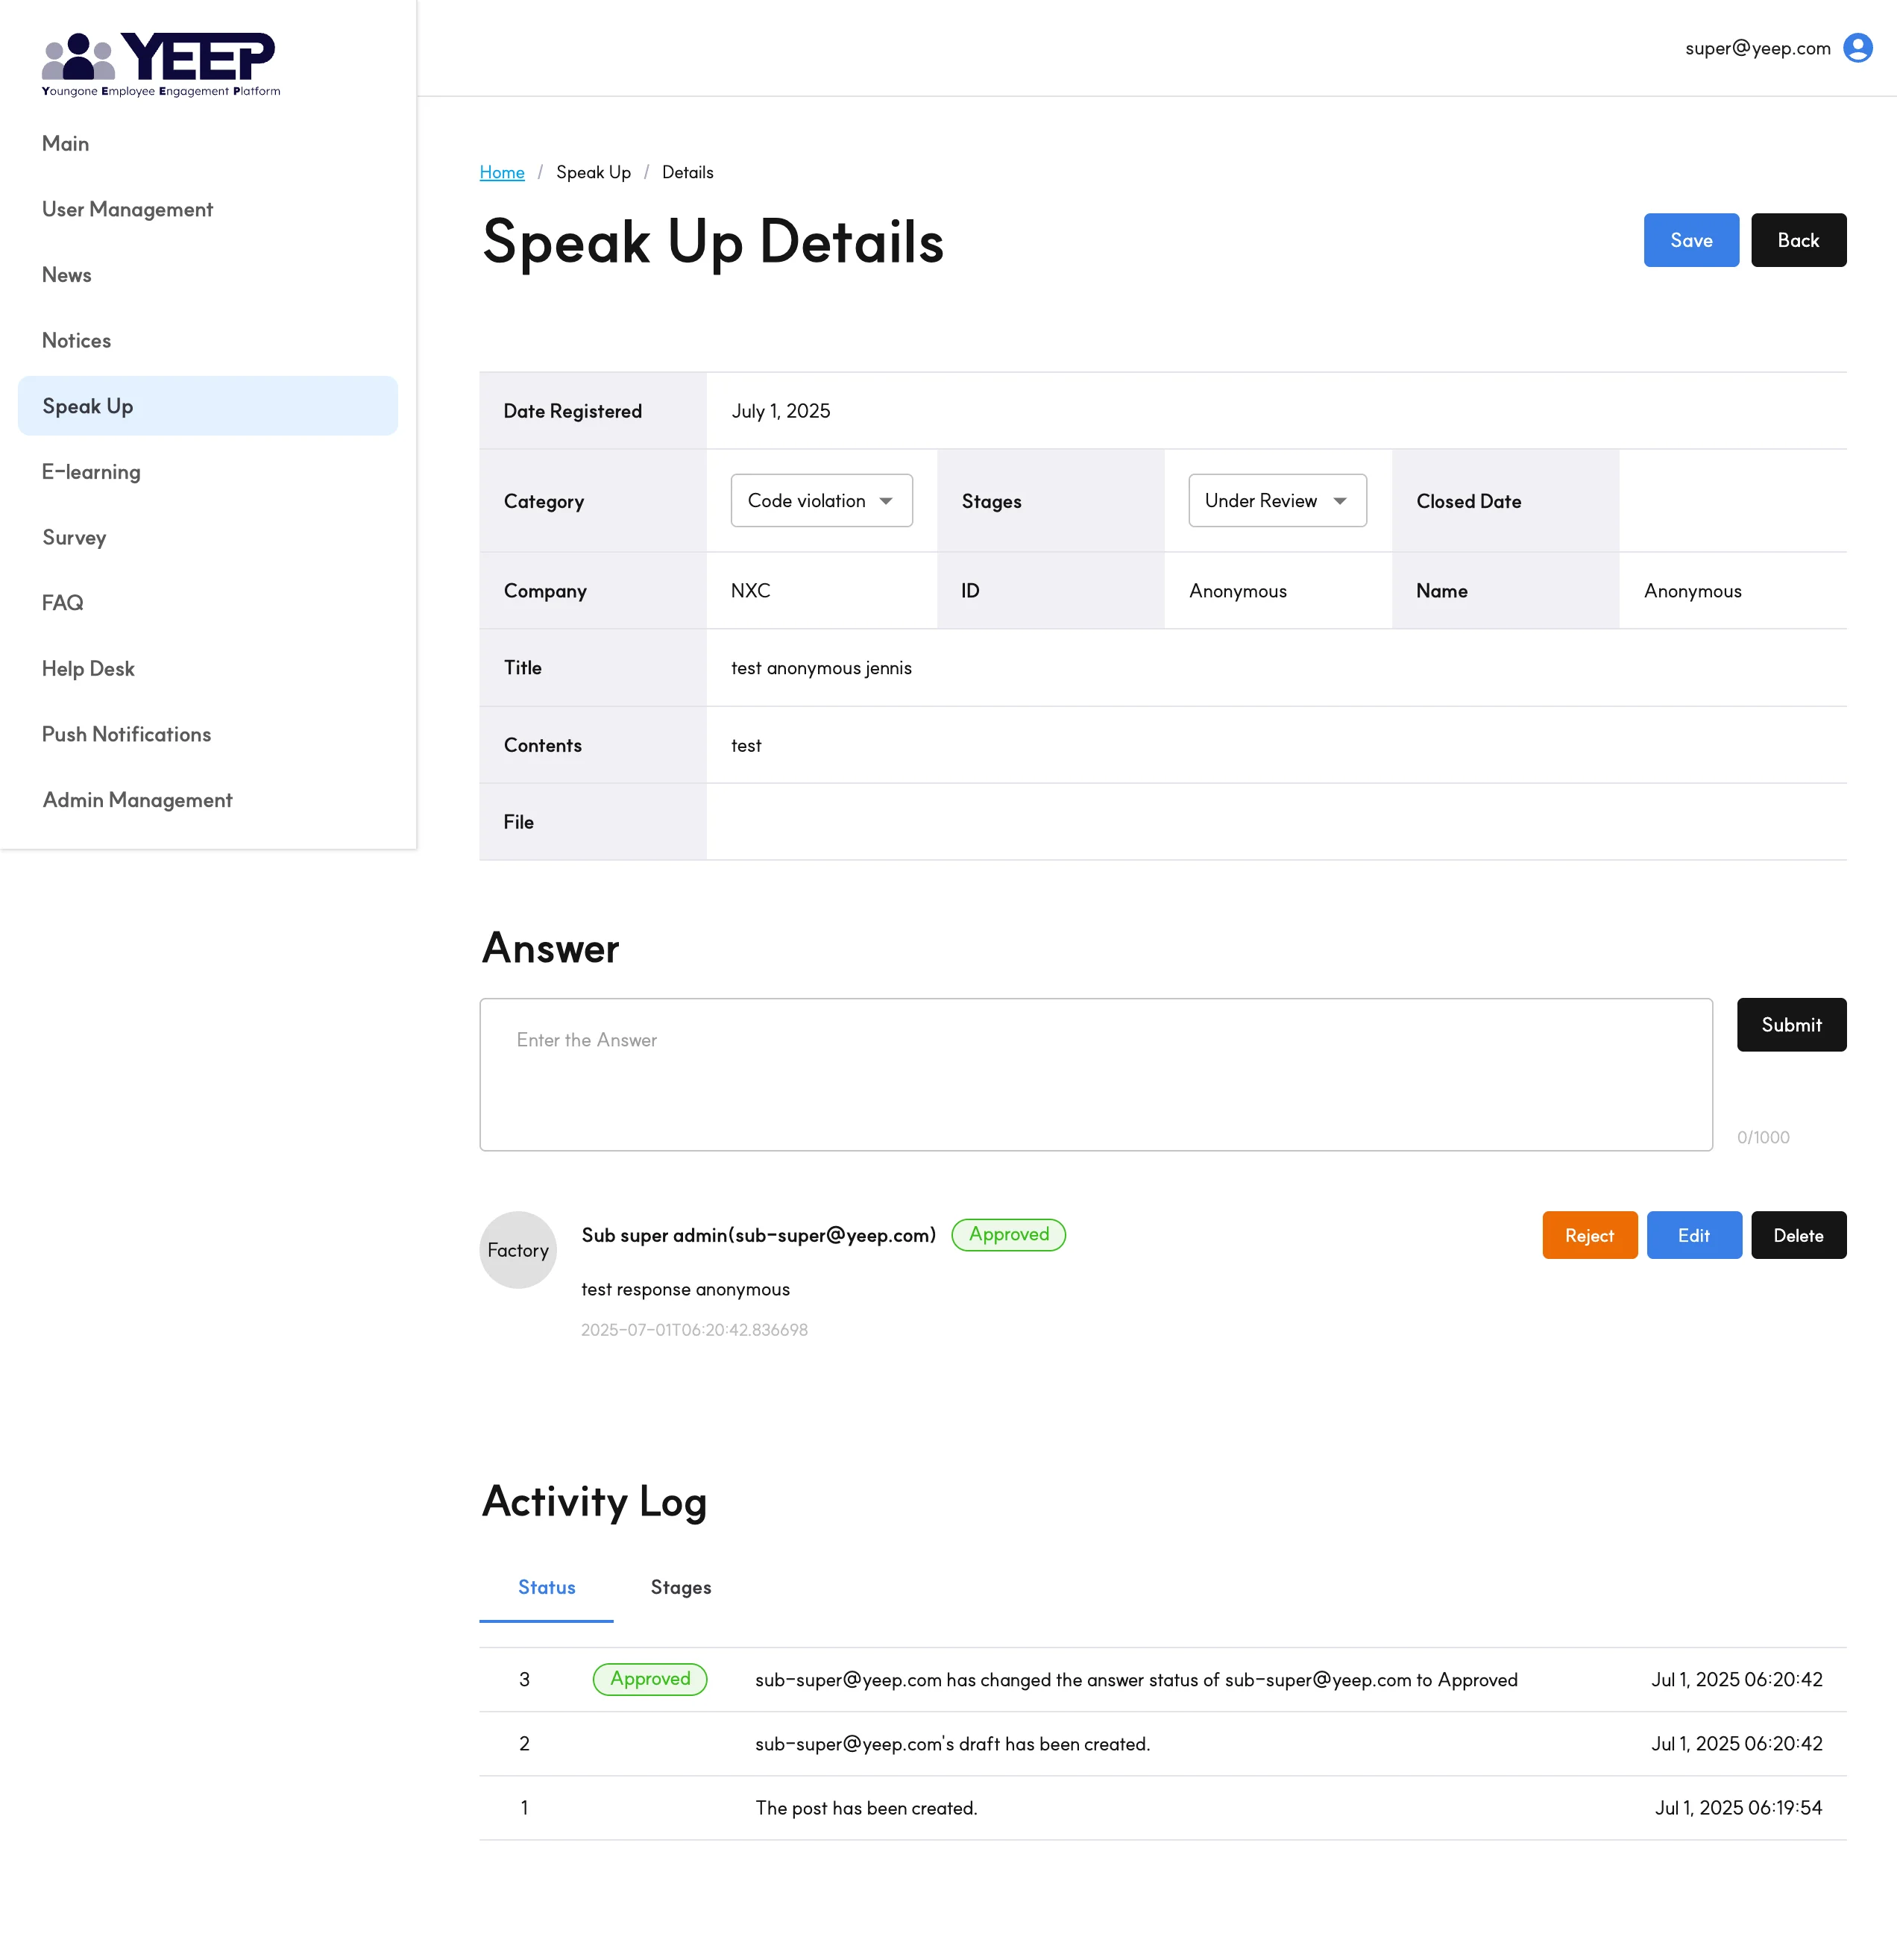 YEEP
Youngone Employee Engagement Platform
super@yeep.com
Main
User Management
News
Notices
Speak Up
E-learning
Survey
FAQ
Help Desk
Push Notifications
Admin Management
Home / Speak Up / Details
Speak Up Details
Save Back
Date Registered July 1, 2025
Category Code violation Stages Under Review Closed Date
Company NXC ID Anonymous Name Anonymous
Title test anonymous jennis
Contents test
File
Answer
Enter the Answer
Submit
0/1000
Factory
Sub super admin(sub-super@yeep.com) Approved
Reject Edit Delete
test response anonymous
2025-07-01T06:20:42.836698
Activity Log
Status Stages
3 Approved sub-super@yeep.com has changed the answer status of sub-super@yeep.com to Approved Jul 1, 2025 06:20:42
2 sub-super@yeep.com's draft has been created. Jul 1, 2025 06:20:42
1 The post has been created. Jul 1, 2025 06:19:54